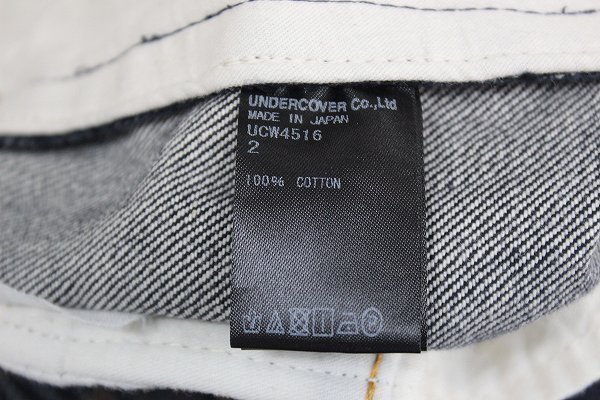 UNDERCOVER Co.,Ltd
MADE IN JAPAN
UCW4516
2
100% COTTON